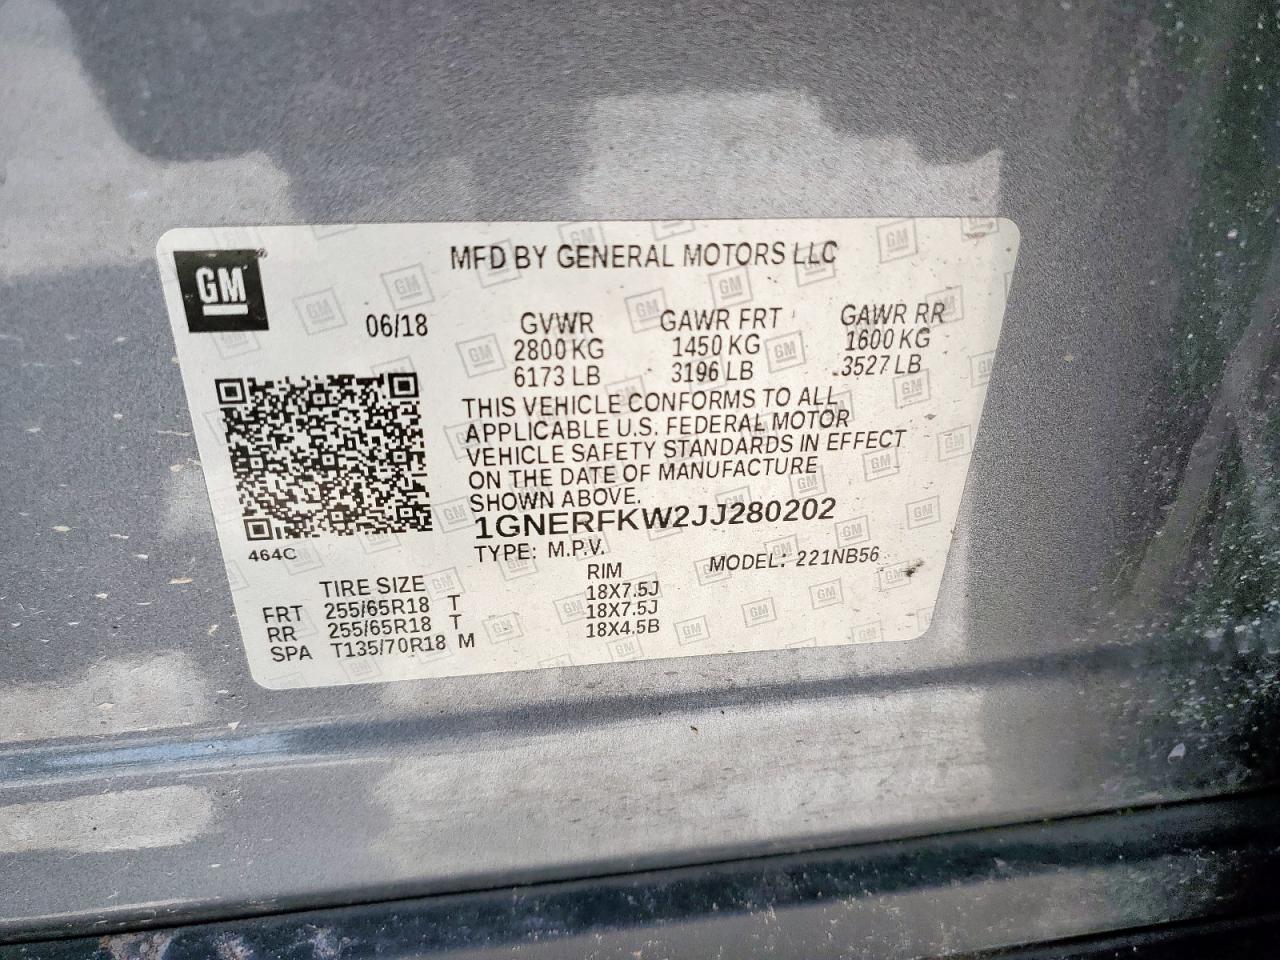 GM
MFD BY GENERAL MOTORS LLC
06/18
GVWR GAWR FRT GAWR RR
2800 KG 1450 KG 1600 KG
6173 LB 3196 LB 3527 LB
THIS VEHICLE CONFORMS TO ALL
APPLICABLE U.S. FEDERAL MOTOR
VEHICLE SAFETY STANDARDS IN EFFECT
ON THE DATE OF MANUFACTURE
SHOWN ABOVE.
1GNERFKW2JJ280202
464C
TYPE: M.P.V. MODEL: 221NB56
TIRE SIZE RIM
FRT 255/65R18 T 18X7.5J
RR 255/65R18 T 18X7.5J
SPA T135/70R18 M 18X4.5B